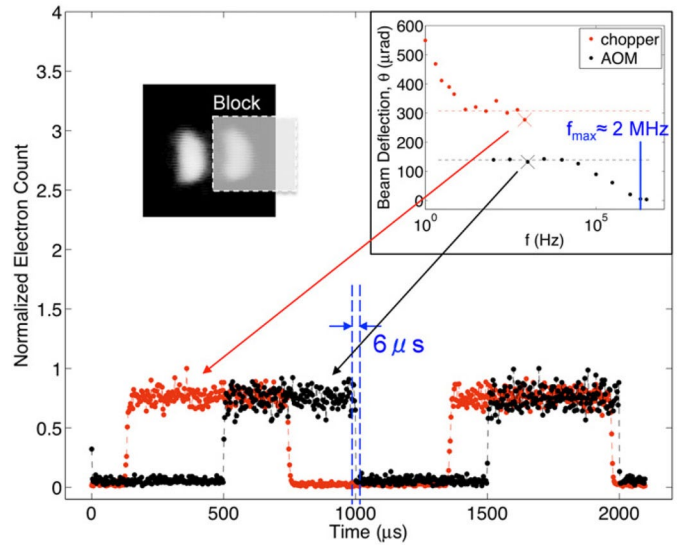 4
3.5
3
2.5
2
1.5
1
0.5
0
Normalized Electron Count
0
500
1000
1500
2000
Time (μs)
Block
6 μ s
600
500
400
300
200
100
0
Beam Deflection, θ (μrad)
chopper
AOM
fmax≈ 2 MHz
10⁰
10⁵
f (Hz)